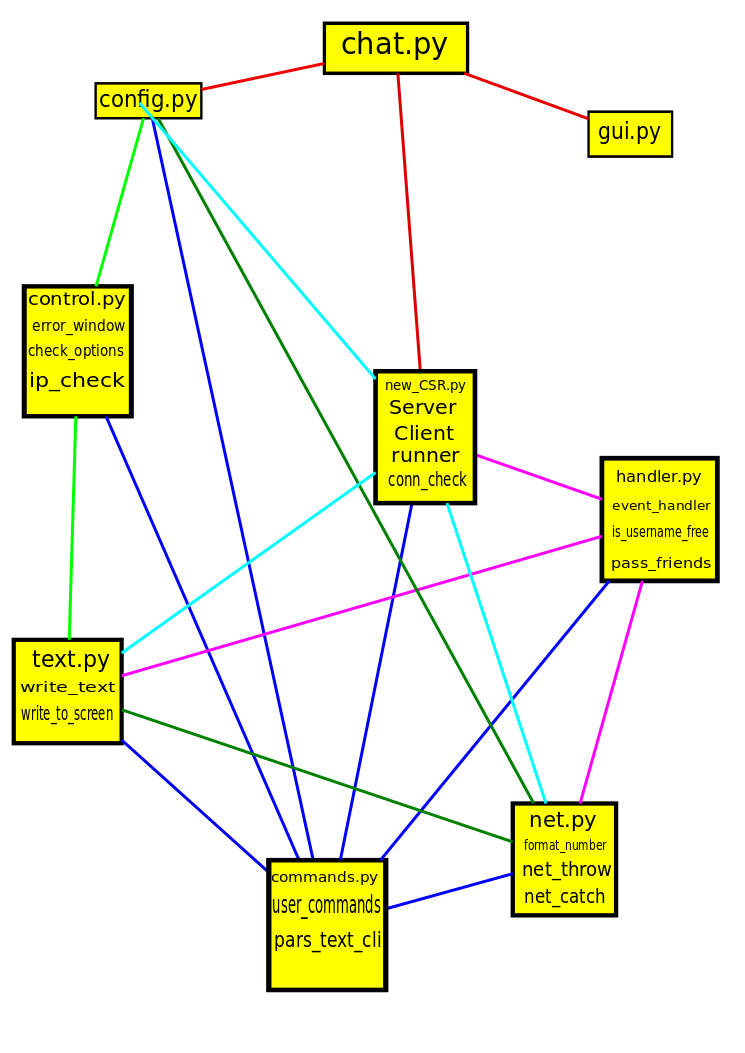 chat.py
config.py
gui.py
control.py
error_window
check_options
ip_check
new_CSR.py
Server
Client
runner
conn_check
handler.py
event_handler
is_username_free
pass_friends
text.py
write_text
write_to_screen
net.py
format_number
net_throw
net_catch
commands.py
user_commands
pars_text_cli